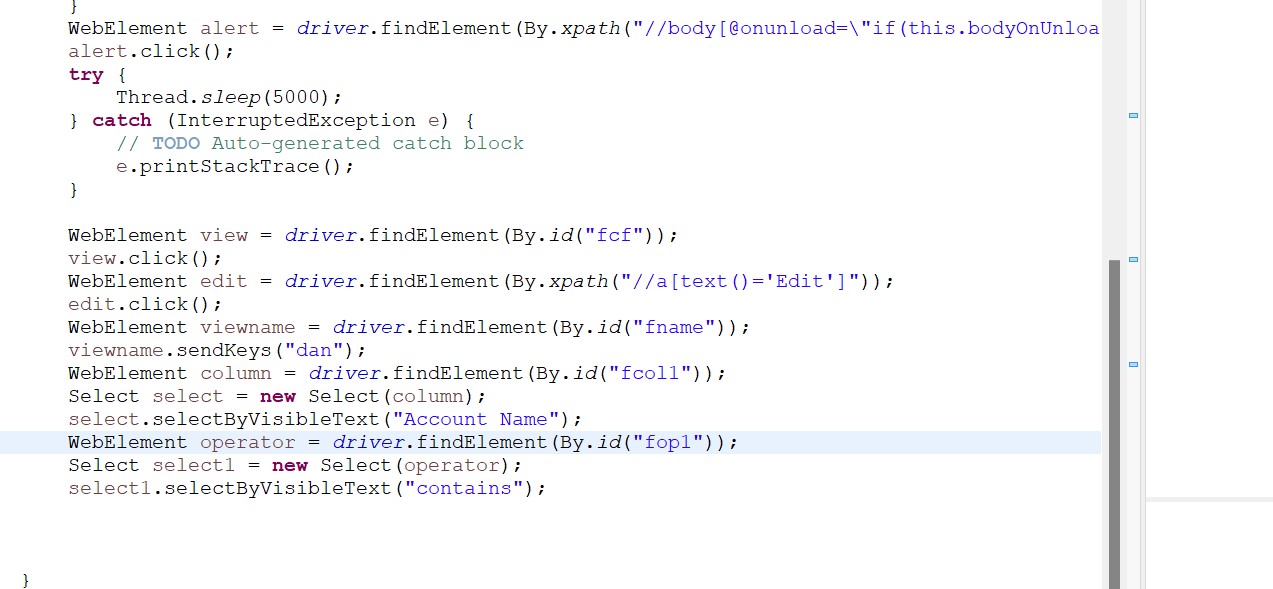 }
WebElement alert = driver.findElement(By.xpath("//body[@onunload=\"if(this.bodyOnUnloa
alert.click();
try {
Thread.sleep(5000);
} catch (InterruptedException e) {
// TODO Auto-generated catch block
e.printStackTrace();
}
WebElement view = driver.findElement(By.id("fcf"));
view.click();
WebElement edit = driver.findElement(By.xpath("//a[text()='Edit']"));
edit.click();
WebElement viewname = driver.findElement(By.id("fname"));
viewname.sendKeys("dan");
WebElement column = driver.findElement(By.id("fcol1"));
Select select = new Select(column);
select.selectByVisibleText("Account Name");
WebElement operator = driver.findElement(By.id("fop1"));
Select select1 = new Select(operator);
select1.selectByVisibleText("contains");
}